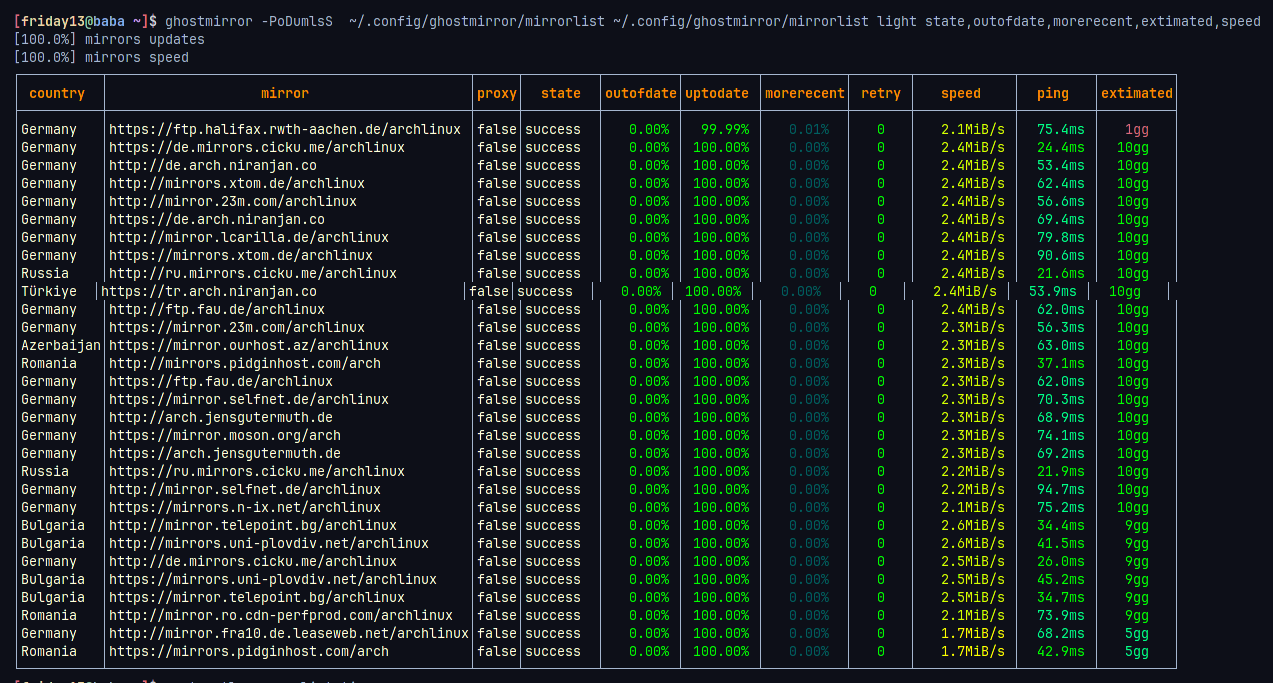 [friday13@baba ~]$ ghostmirror -PoDumlsS ~/.config/ghostmirror/mirrorlist ~/.config/ghostmirror/mirrorlist light state,outofdate,morerecent,extimated,speed
[100.0%] mirrors updates
[100.0%] mirrors speed
country mirror proxy state outofdate uptodate morerecent retry speed ping extimated
Germany https://ftp.halifax.rwth-aachen.de/archlinux false success 0.00% 99.99% 0.01% 0 2.1MiB/s 75.4ms 1gg
Germany https://de.mirrors.cicku.me/archlinux false success 0.00% 100.00% 0.00% 0 2.4MiB/s 24.4ms 10gg
Germany http://de.arch.niranjan.co false success 0.00% 100.00% 0.00% 0 2.4MiB/s 53.4ms 10gg
Germany http://mirrors.xtom.de/archlinux false success 0.00% 100.00% 0.00% 0 2.4MiB/s 62.4ms 10gg
Germany http://mirror.23m.com/archlinux false success 0.00% 100.00% 0.00% 0 2.4MiB/s 56.6ms 10gg
Germany https://de.arch.niranjan.co false success 0.00% 100.00% 0.00% 0 2.4MiB/s 69.4ms 10gg
Germany http://mirror.lcarilla.de/archlinux false success 0.00% 100.00% 0.00% 0 2.4MiB/s 79.8ms 10gg
Germany https://mirrors.xtom.de/archlinux false success 0.00% 100.00% 0.00% 0 2.4MiB/s 90.6ms 10gg
Russia http://ru.mirrors.cicku.me/archlinux false success 0.00% 100.00% 0.00% 0 2.4MiB/s 21.6ms 10gg
Türkiye https://tr.arch.niranjan.co false success 0.00% 100.00% 0.00% 0 2.4MiB/s 53.9ms 10gg
Germany http://ftp.fau.de/archlinux false success 0.00% 100.00% 0.00% 0 2.4MiB/s 62.0ms 10gg
Germany https://mirror.23m.com/archlinux false success 0.00% 100.00% 0.00% 0 2.3MiB/s 56.3ms 10gg
Azerbaijan https://mirror.ourhost.az/archlinux false success 0.00% 100.00% 0.00% 0 2.3MiB/s 63.0ms 10gg
Romania http://mirrors.pidginhost.com/arch false success 0.00% 100.00% 0.00% 0 2.3MiB/s 37.1ms 10gg
Germany https://ftp.fau.de/archlinux false success 0.00% 100.00% 0.00% 0 2.3MiB/s 62.0ms 10gg
Germany https://mirror.selfnet.de/archlinux false success 0.00% 100.00% 0.00% 0 2.3MiB/s 70.3ms 10gg
Germany http://arch.jensgutermuth.de false success 0.00% 100.00% 0.00% 0 2.3MiB/s 68.9ms 10gg
Germany https://mirror.moson.org/arch false success 0.00% 100.00% 0.00% 0 2.3MiB/s 74.1ms 10gg
Germany https://arch.jensgutermuth.de false success 0.00% 100.00% 0.00% 0 2.3MiB/s 69.2ms 10gg
Russia https://ru.mirrors.cicku.me/archlinux false success 0.00% 100.00% 0.00% 0 2.2MiB/s 21.9ms 10gg
Germany http://mirror.selfnet.de/archlinux false success 0.00% 100.00% 0.00% 0 2.2MiB/s 94.7ms 10gg
Germany https://mirrors.n-ix.net/archlinux false success 0.00% 100.00% 0.00% 0 2.1MiB/s 75.2ms 10gg
Bulgaria http://mirror.telepoint.bg/archlinux false success 0.00% 100.00% 0.00% 0 2.6MiB/s 34.4ms 9gg
Bulgaria http://mirrors.uni-plovdiv.net/archlinux false success 0.00% 100.00% 0.00% 0 2.6MiB/s 41.5ms 9gg
Germany http://de.mirrors.cicku.me/archlinux false success 0.00% 100.00% 0.00% 0 2.5MiB/s 26.0ms 9gg
Bulgaria https://mirrors.uni-plovdiv.net/archlinux false success 0.00% 100.00% 0.00% 0 2.5MiB/s 45.2ms 9gg
Bulgaria https://mirror.telepoint.bg/archlinux false success 0.00% 100.00% 0.00% 0 2.5MiB/s 34.7ms 9gg
Romania http://mirror.ro.cdn-perfprod.com/archlinux false success 0.00% 100.00% 0.00% 0 2.1MiB/s 73.9ms 9gg
Germany http://mirror.fra10.de.leaseweb.net/archlinux false success 0.00% 100.00% 0.00% 0 1.7MiB/s 68.2ms 5gg
Romania https://mirrors.pidginhost.com/arch false success 0.00% 100.00% 0.00% 0 1.7MiB/s 42.9ms 5gg